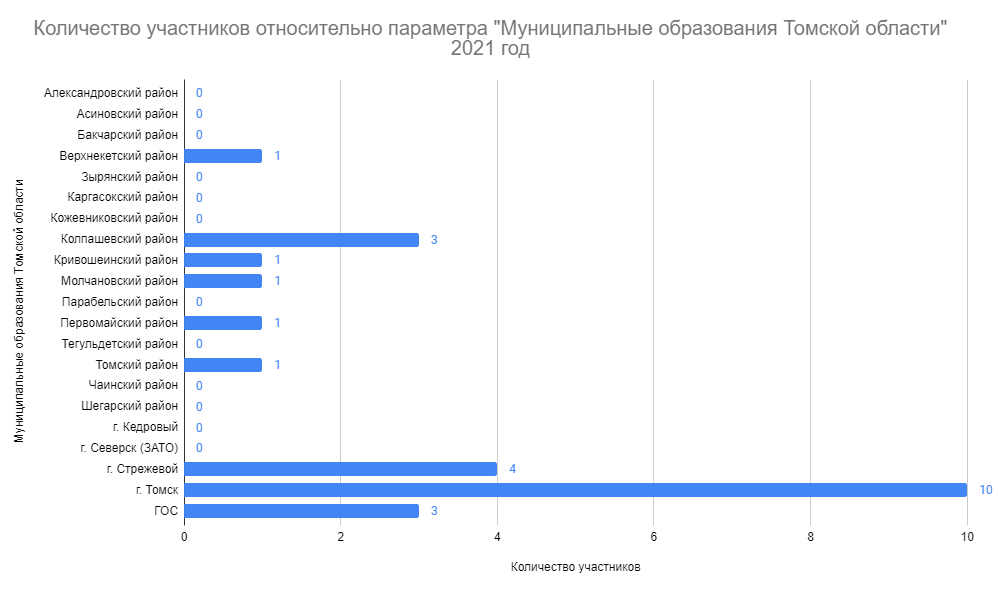 Количество участников относительно параметра "Муниципальные образования Томской области"
2021 год
Муниципальные образования Томской области
Александровский район 0
Асиновский район 0
Бакчарский район 0
Верхнекетский район 1
Зырянский район 0
Каргасокский район 0
Кожевниковский район 0
Колпашевский район 3
Кривошеинский район 1
Молчановский район 1
Парабельский район 0
Первомайский район 1
Тегульдетский район 0
Томский район 1
Чаинский район 0
Шегарский район 0
г. Кедровый 0
г. Северск (ЗАТО) 0
г. Стрежевой 4
г. Томск 10
ГОС 3
0 2 4 6 8 10
Количество участников